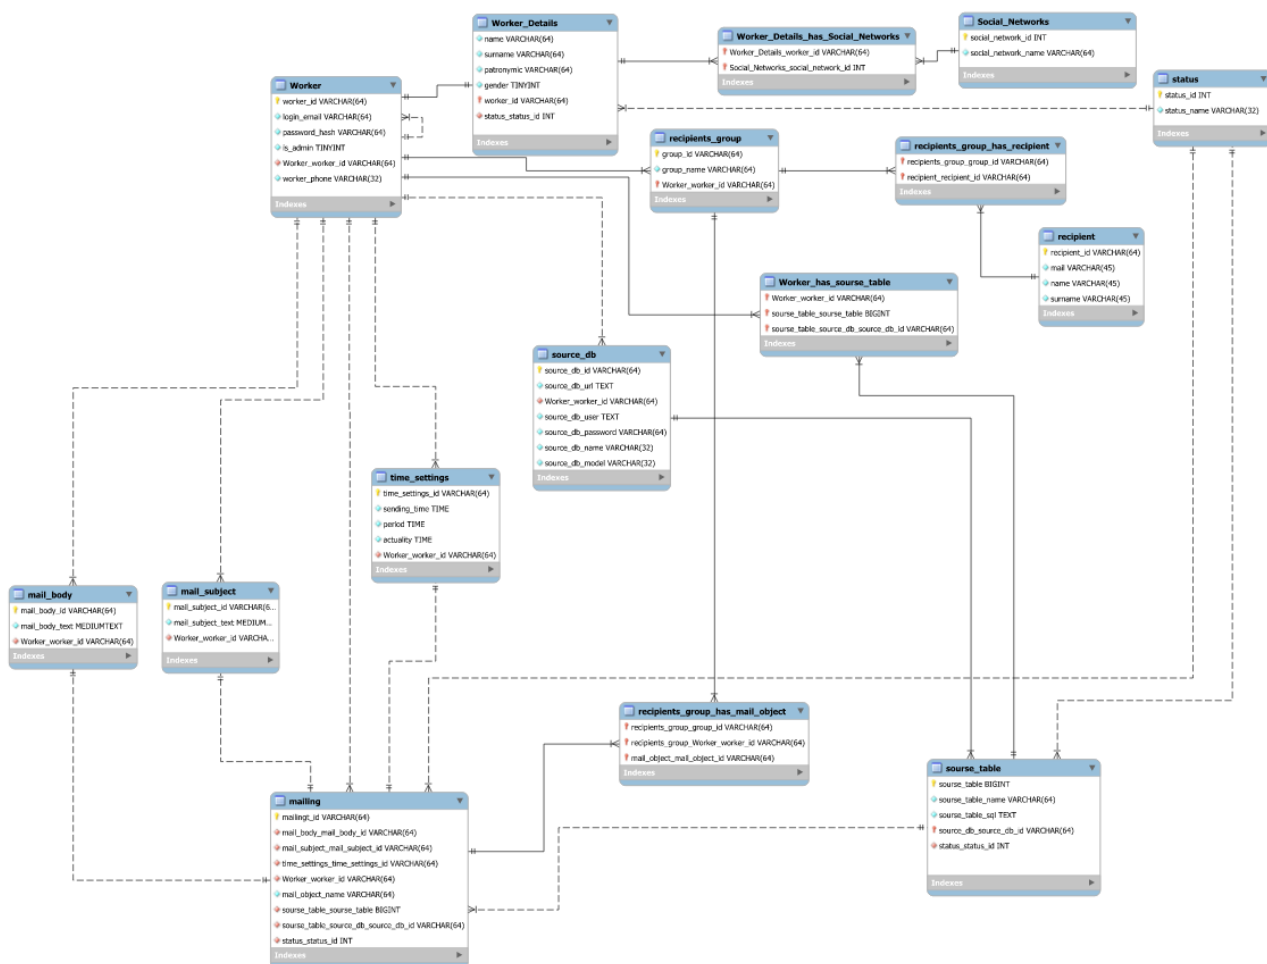 Worker_Details
name VARCHAR(64)
surname VARCHAR(64)
patronymic VARCHAR(64)
gender TINYINT
worker_id VARCHAR(64)
status_status_id INT
Indexes
Worker_Details_has_Social_Networks
Worker_Details_worker_id VARCHAR(64)
Social_Networks_social_network_id INT
Indexes
Social_Networks
social_network_id INT
social_network_name VARCHAR(64)
Indexes
status
status_id INT
status_name VARCHAR(32)
Indexes
Worker
worker_id VARCHAR(64)
login_email VARCHAR(64)
password_hash VARCHAR(64)
is_admin TINYINT
Worker_worker_id VARCHAR(64)
worker_phone VARCHAR(32)
Indexes
recipients_group
group_id VARCHAR(64)
group_name VARCHAR(64)
Worker_worker_id VARCHAR(64)
Indexes
recipients_group_has_recipient
recipients_group_group_id VARCHAR(64)
recipient_recipient_id VARCHAR(64)
Indexes
recipient
recipient_id VARCHAR(64)
mail VARCHAR(45)
name VARCHAR(45)
surname VARCHAR(45)
Indexes
Worker_has_sourse_table
Worker_worker_id VARCHAR(64)
sourse_table_sourse_table BIGINT
sourse_table_source_db_source_db_id VARCHAR(64)
Indexes
source_db
source_db_id VARCHAR(64)
source_db_url TEXT
Worker_worker_id VARCHAR(64)
source_db_user TEXT
source_db_password VARCHAR(64)
source_db_name VARCHAR(32)
source_db_model VARCHAR(32)
Indexes
time_settings
time_settings_id VARCHAR(64)
sending_time TIME
period TIME
actuality TIME
Worker_worker_id VARCHAR(64)
Indexes
mail_body
mail_body_id VARCHAR(64)
mail_body_text MEDIUMTEXT
Worker_worker_id VARCHAR(64)
Indexes
mail_subject
mail_subject_id VARCHAR(6...
mail_subject_text MEDIUM...
Worker_worker_id VARCHA...
Indexes
recipients_group_has_mail_object
recipients_group_group_id VARCHAR(64)
recipients_group_Worker_worker_id VARCHAR(64)
mail_object_mail_object_id VARCHAR(64)
Indexes
sourse_table
sourse_table BIGINT
sourse_table_name VARCHAR(64)
sourse_table_sql TEXT
source_db_source_db_id VARCHAR(64)
status_status_id INT
Indexes
mailing
mailingt_id VARCHAR(64)
mail_body_mail_body_id VARCHAR(64)
mail_subject_mail_subject_id VARCHAR(64)
time_settings_time_settings_id VARCHAR(64)
Worker_worker_id VARCHAR(64)
mail_object_name VARCHAR(64)
sourse_table_sourse_table BIGINT
sourse_table_source_db_source_db_id VARCHAR(64)
status_status_id INT
Indexes